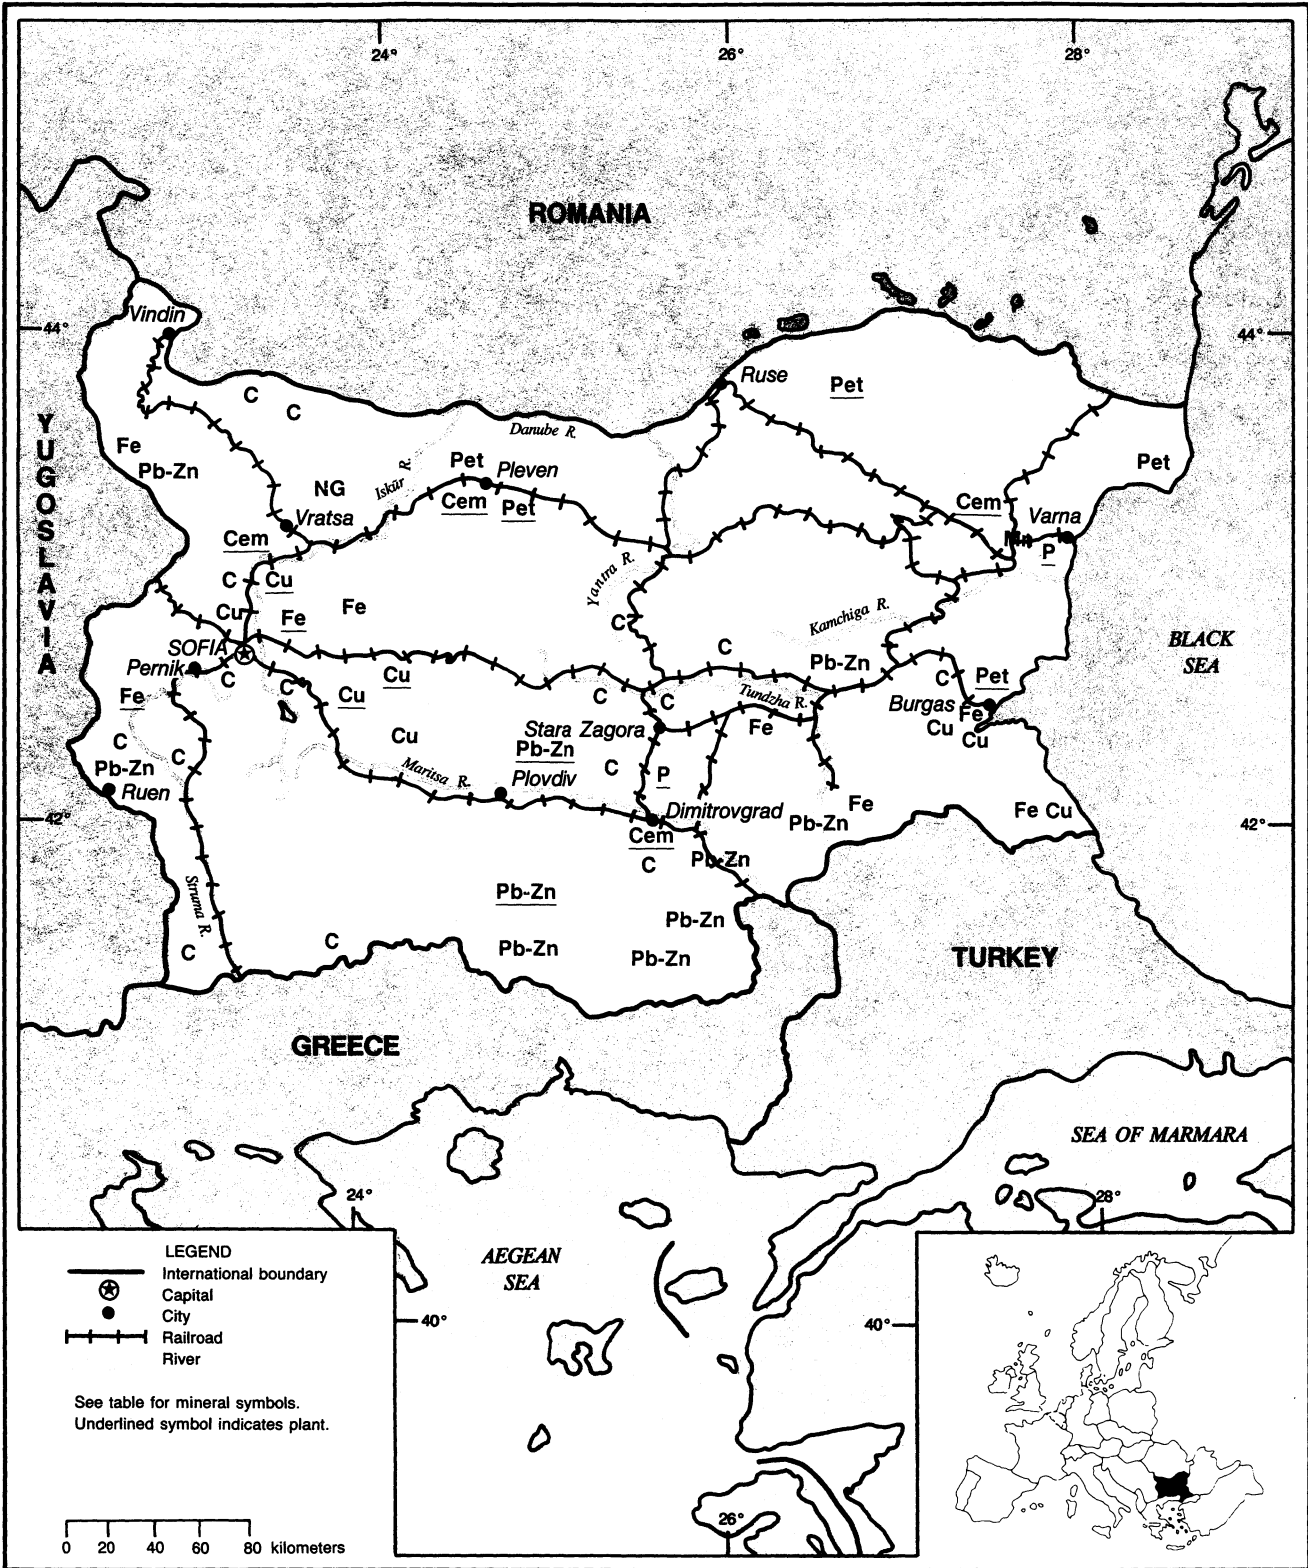 24°
26°
28°
ROMANIA
Vindin
44°
44°
Ruse
Pet
C
C
Danube R.
YUGOSLAVIA
Fe
Pb-Zn
Pet
Pleven
Iskŭr R.
NG
Cem
Pet
Pet
Cem
Varna
Vratsa
Mn
P
Cem
C
Cu
Yantra R.
Cu
Fe
Fe
C
Kamchiga R.
BLACK
SEA
SOFIA
Pernik
C
C
Cu
Cu
C
C
C
Pb-Zn
C
Pet
Fe
Tundzha R.
Burgas
Fe
Cu
Cu
Stara Zagora
Fe
C
C
Cu
Pb-Zn
C
P
Pb-Zn
Ruen
Maritsa R.
Plovdiv
Dimitrovgrad
Fe
Fe Cu
42°
42°
Cem
Pb-Zn
C
Pb-Zn
Struma R.
Pb-Zn
Pb-Zn
C
C
Pb-Zn
Pb-Zn
TURKEY
GREECE
SEA OF MARMARA
24°
28°
AEGEAN
SEA
LEGEND
International boundary
Capital
City
Railroad
River
40°
40°
See table for mineral symbols.
Underlined symbol indicates plant.
26°
0 20 40 60 80 kilometers